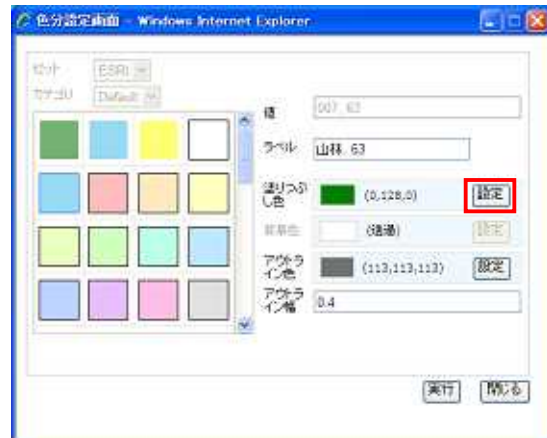 色分設定画面 - Windows Internet Explorer
セット ESRI
カテゴリ Default
値 007 63
ラベル 山林 63
塗りつぶ
し色 (0,128,0) 設定
背景色 (透過) 設定
アウトラ
イン色 (113,113,113) 設定
アウトラ
イン幅 0.4
実行 閉じる